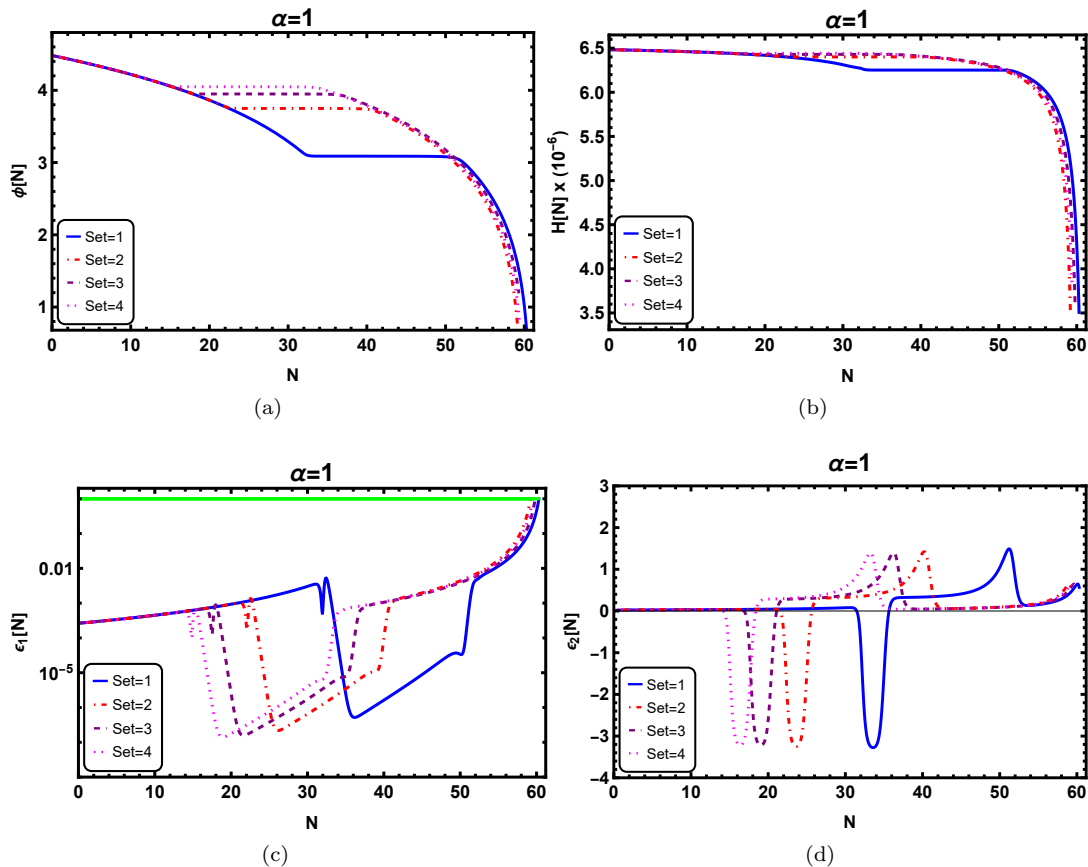 α=1
ϕ[N]
4
3
2
1
Set=1
Set=2
Set=3
Set=4
0 10 20 30 40 50 60
N
(a)
α=1
H[N] x (10⁻⁶)
6.5
6.0
5.5
5.0
4.5
4.0
3.5
Set=1
Set=2
Set=3
Set=4
0 10 20 30 40 50 60
N
(b)
α=1
ϵ₁[N]
0.01
10⁻⁵
Set=1
Set=2
Set=3
Set=4
0 10 20 30 40 50 60
N
(c)
α=1
ϵ₂[N]
3
2
1
0
−1
−2
−3
−4
Set=1
Set=2
Set=3
Set=4
0 10 20 30 40 50 60
N
(d)